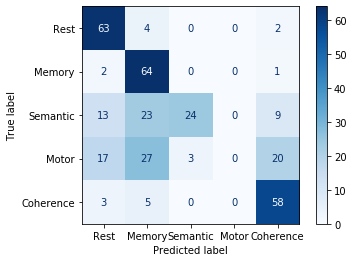 Rest 63 4 0 0 2
Memory 2 64 0 0 1
Semantic 13 23 24 0 9
Motor 17 27 3 0 20
Coherence 3 5 0 0 58
Rest Memory Semantic Motor Coherence
Predicted label
True label
60
50
40
30
20
10
0